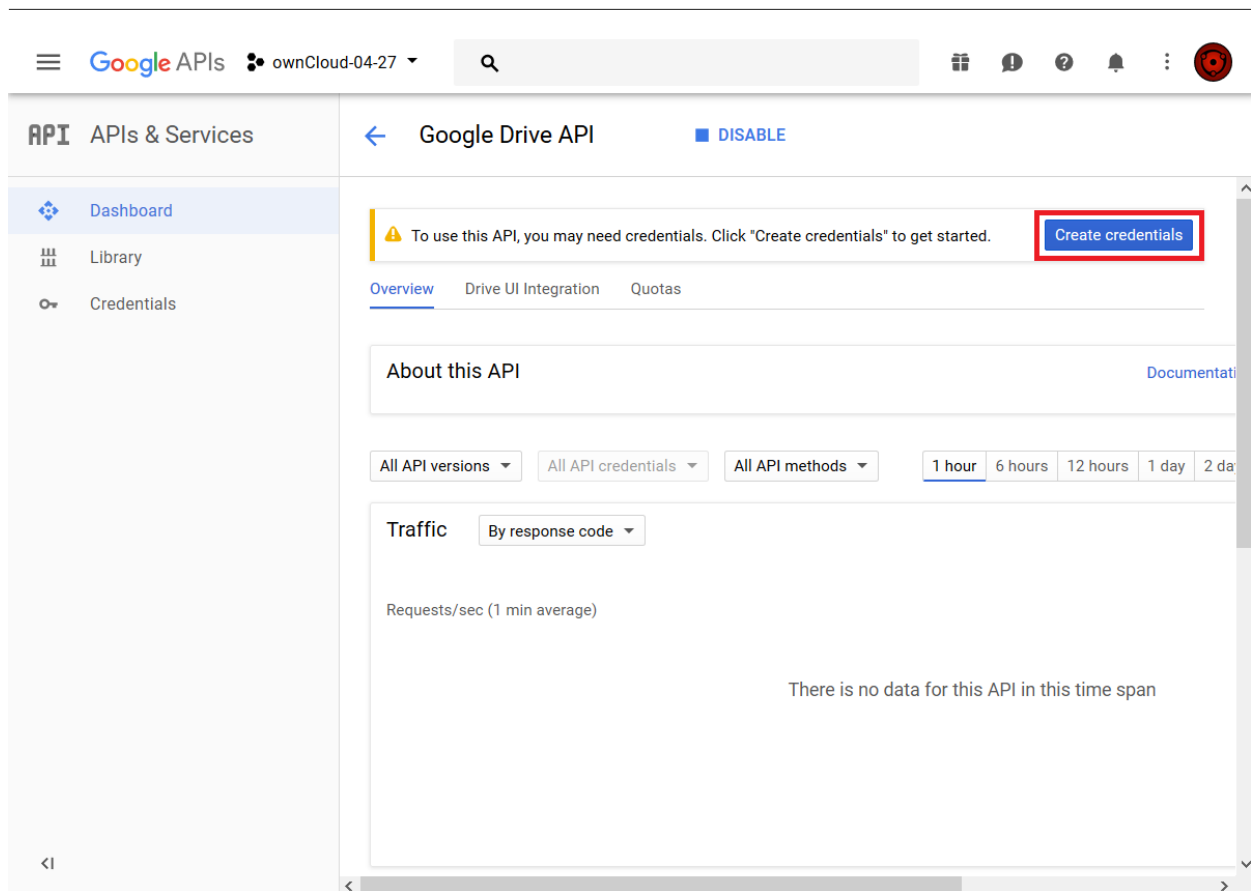 Google APIs ownCloud-04-27
API APIs & Services
Google Drive API DISABLE
Dashboard
Library
Credentials
To use this API, you may need credentials. Click "Create credentials" to get started. Create credentials
Overview Drive UI Integration Quotas
About this API Documentati
All API versions All API credentials All API methods 1 hour 6 hours 12 hours 1 day 2 da
Traffic By response code
Requests/sec (1 min average)
There is no data for this API in this time span